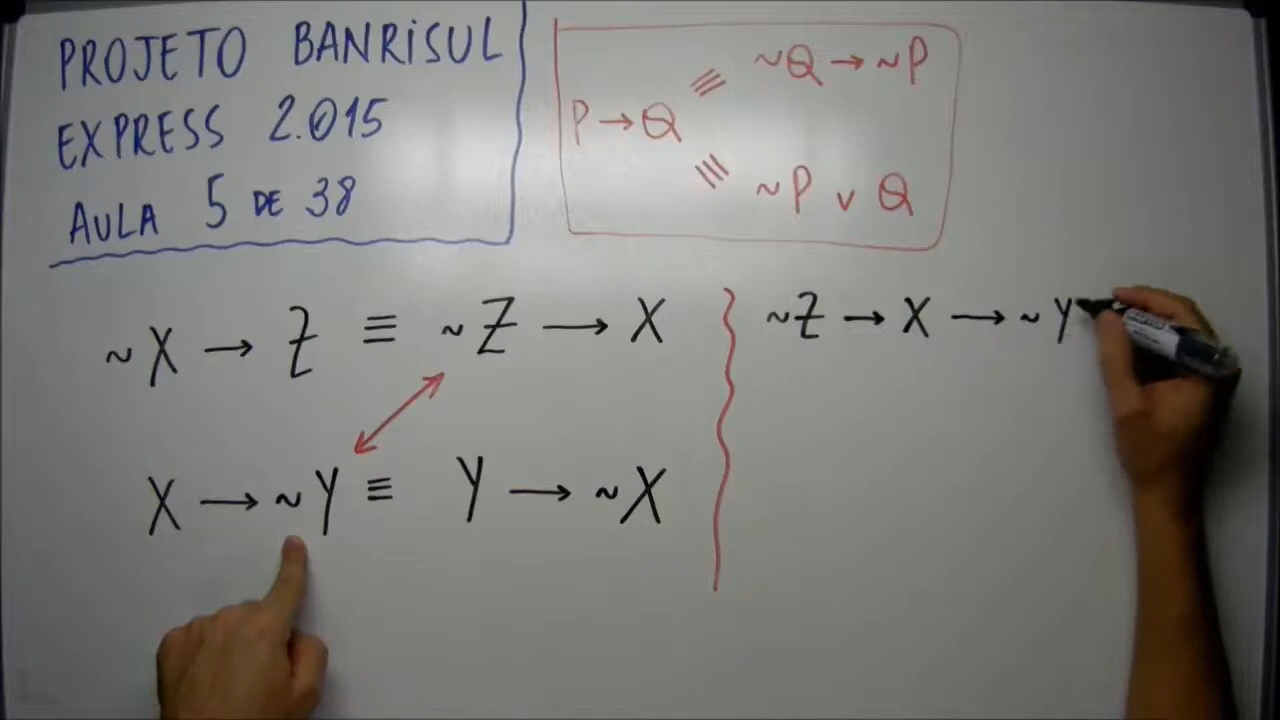 PROJETO BANRISUL
EXPRESS 2.015
AULA 5 DE 38
~Q → ~P
P → Q ≡
≡
~P v Q
~X → Z ≡ ~Z → X
X → ~Y ≡ Y → ~X
~Z → X → ~Y